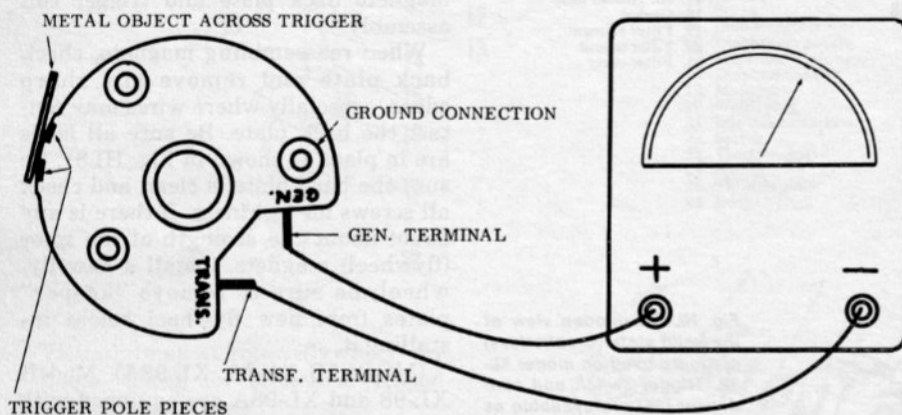 METAL OBJECT ACROSS TRIGGER
GROUND CONNECTION
GEN.
GEN. TERMINAL
TRANS.
+
−
TRANSF. TERMINAL
TRIGGER POLE PIECES